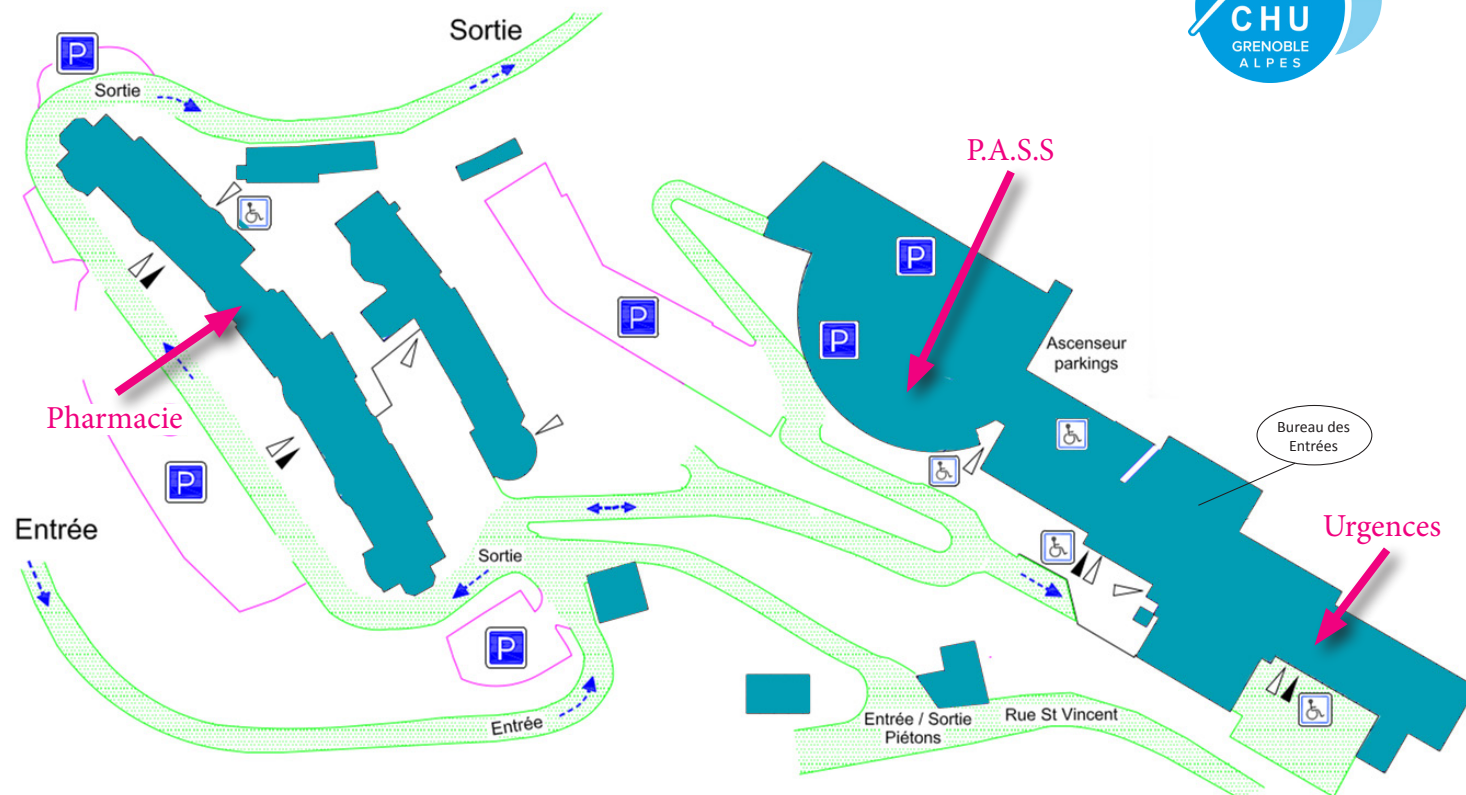 CHU
GRENOBLE
ALPES
Sortie
P
Sortie
P.A.S.S
P
P
P
Ascenseur
parkings
Pharmacie
Bureau des
Entrées
P
Entrée
Urgences
Sortie
P
Entrée
Entrée / Sortie
Piétons
Rue St Vincent